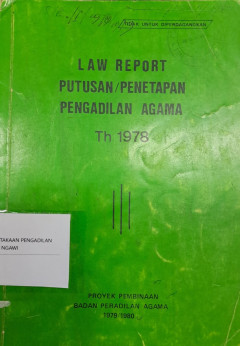 TIDAK UNTUK DIPERDAGANGKAN
LAW REPORT
PUTUSAN/PENETAPAN
PENGADILAN AGAMA
Th 1978
TAKAAN PENGADILAN
NGAWI
PROYEK PEMBINAAN
BADAN PERADILAN AGAMA
1979-1980